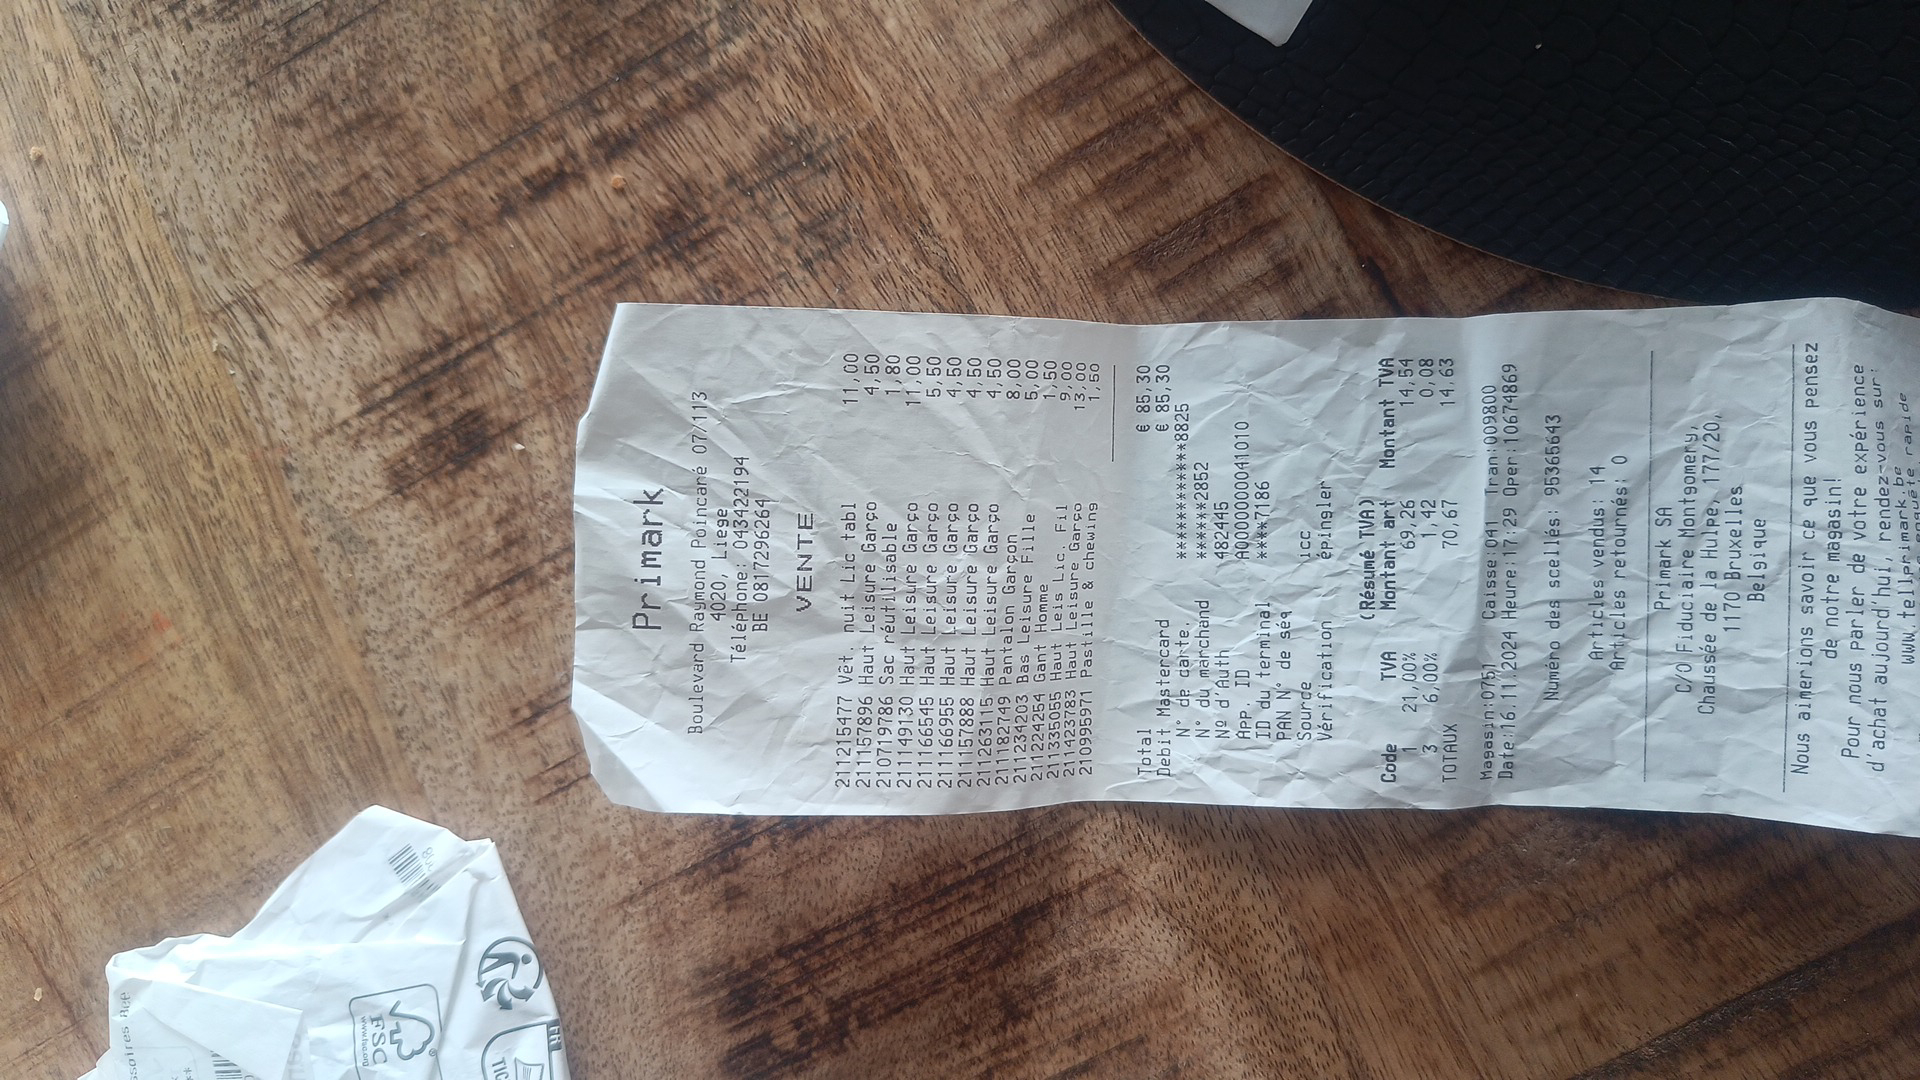 Primark
Boulevard Raymond Poincaré 07/113
4020, Liege
Téléphone: 043422194
BE 0817296264
VENTE
211215477 Vêt. nuit Lic tabl 11,00
211157896 Haut Leisure Garço 4,50
210719786 Sac réutilisable 1,80
211149130 Haut Leisure Garço 11,00
211166545 Haut Leisure Garço 5,50
211166955 Haut Leisure Garço 4,50
211157888 Haut Leisure Garço 4,50
211263115 Haut Leisure Garço 4,50
211182749 Pantalon Garçon 8,00
211234203 Bas Leisure Fille 5,00
211224254 Gant Homme 1,50
211335055 Haut Leis Lic. Fil 9,00
211423783 Haut Leisure Garço 13,00
210995971 Pastille & chewing 1,50
Total € 85,30
Debit Mastercard € 85,30
N° de carte. ************8825
N° du marchand ******2852
Nº d'Auth 482445
App. ID A0000000041010
ID du terminal ****7186
PAN N° de séq
Source icc
Vérification épingler
(Résumé TVA)
Code TVA Montant art Montant TVA
1 21,00% 69,26 14,54
3 6,00% 1,42 0,08
TOTAUX 70,67 14,63
Magasin:0751 Caisse:041 Tran:009800
Date:16.11.2024 Heure:17:29 Oper:10674869
Numéro des scellés: 95365643
Articles vendus: 14
Articles retournés: 0
Primark SA
C/O Fiduciaire Montgomery,
Chaussée de la Hulpe, 177/20,
1170 Bruxelles
Belgique
Nous aimerions savoir ce que vous pensez
de notre magasin!
Pour nous parler de votre expérience
d'achat aujourd'hui, rendez-vous sur:
www.tellprimark.be
enquête rapide
FSC
www.fsc.org